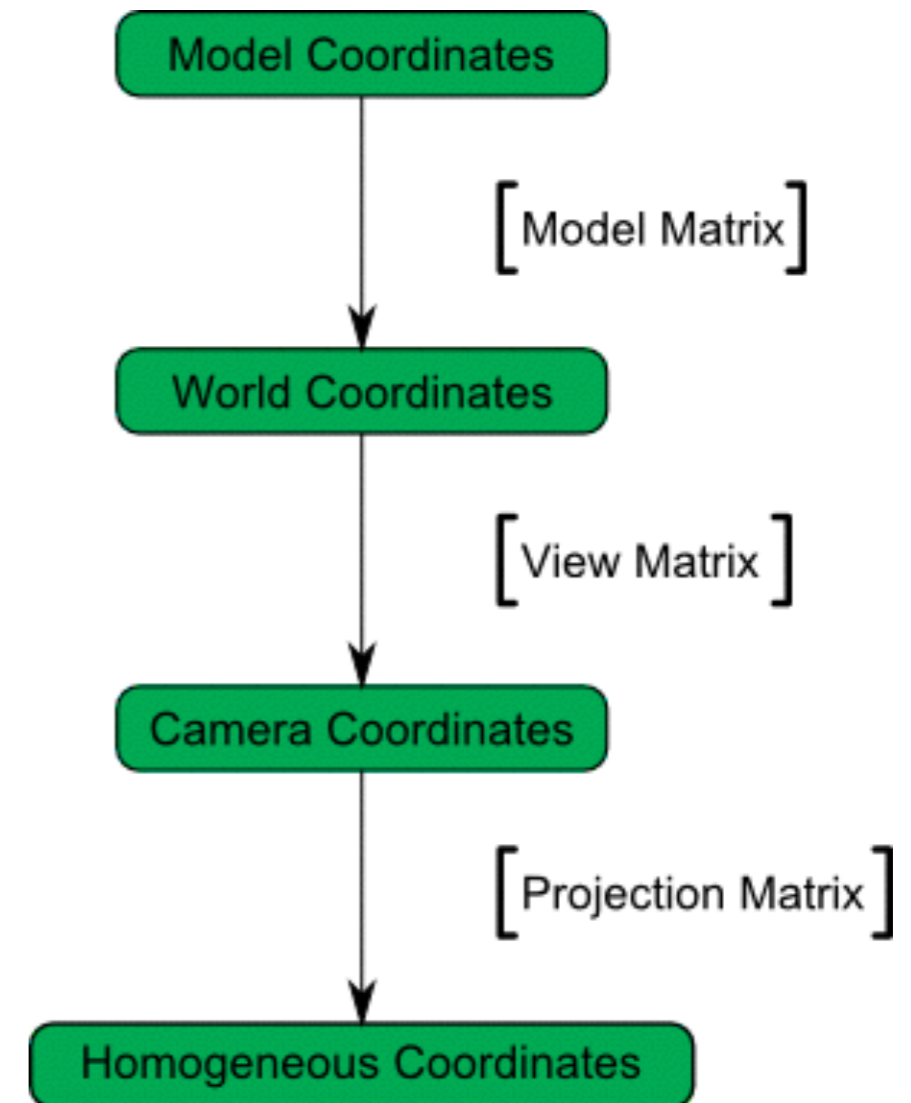 Model Coordinates
[Model Matrix]
World Coordinates
[View Matrix]
Camera Coordinates
[Projection Matrix]
Homogeneous Coordinates